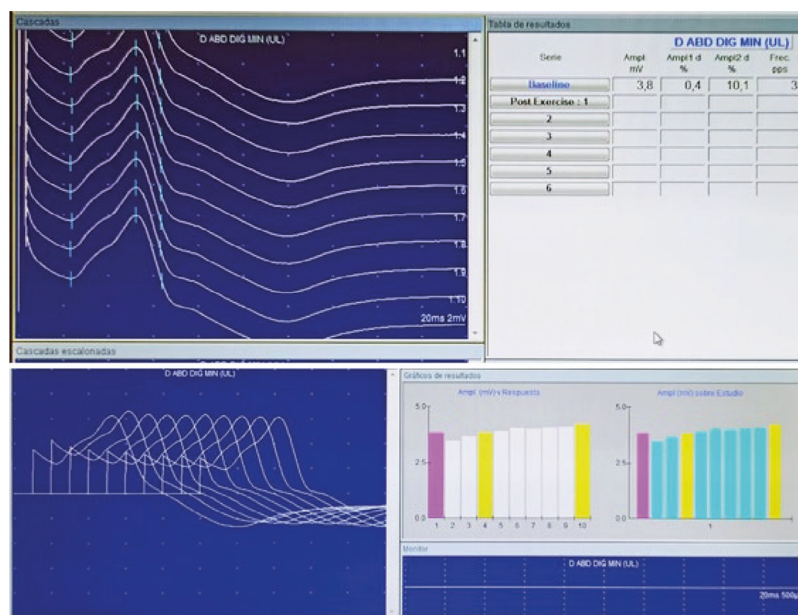 Cascadas
D ABD DIG MIN (UL)
1.1
1.2
1.3
1.4
1.5
1.6
1.7
1.8
1.9
1.10
20ms 2mV
Tabla de resultados
D ABD DIG MIN (UL)
Serie Ampl. mV Ampl1 d % Ampl2 d % Frec. pps
Baseline 3,8 0,4 10,1 3
Post Exercise : 1
2
3
4
5
6
Cascadas escalonadas
D ABD DIG MIN (UL)
Gráficos de resultados
Ampl. (mV) v Respuesta
5.0
2.5
0.0
1 2 3 4 5 6 7 8 9 10
Ampl (mV) sobre Estudio
5.0
2.5
0.0
1
Monitor
D ABD DIG MIN (UL)